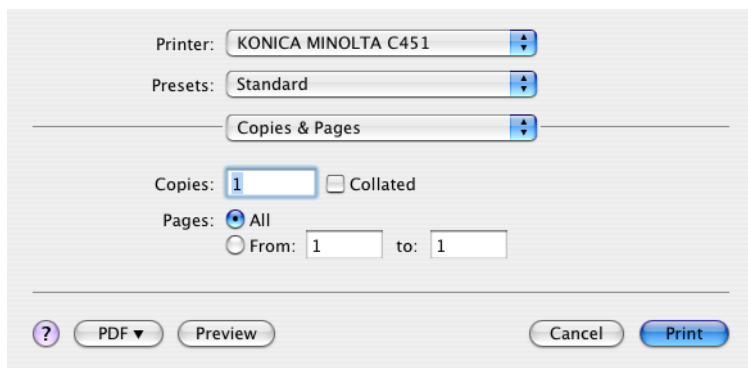 Printer: KONICA MINOLTA C451
Presets: Standard
Copies & Pages
Copies: 1 Collated
Pages: All
From: 1 to: 1
? PDF ▼ Preview Cancel Print